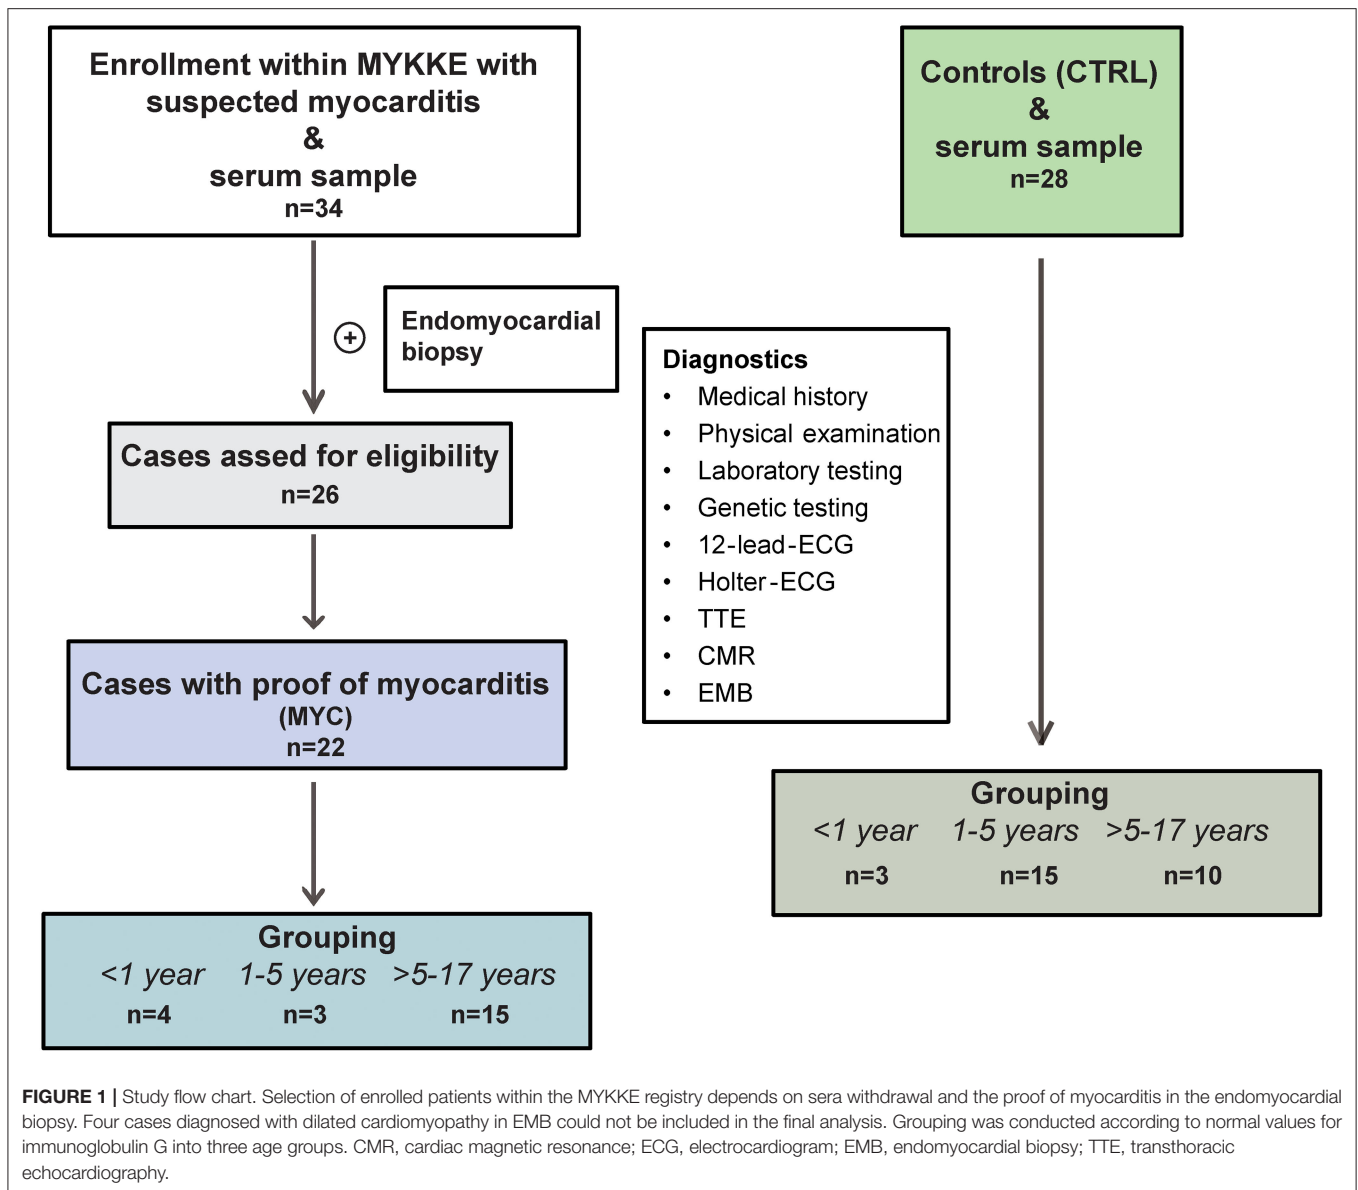 Enrollment within MYKKE with
suspected myocarditis
&
serum sample
n=34
Controls (CTRL)
&
serum sample
n=28
+
Endomyocardial
biopsy
Diagnostics
• Medical history
• Physical examination
• Laboratory testing
• Genetic testing
• 12-lead-ECG
• Holter-ECG
• TTE
• CMR
• EMB
Cases assed for eligibility
n=26
Cases with proof of myocarditis
(MYC)
n=22
Grouping
<1 year 1-5 years >5-17 years
n=3 n=15 n=10
Grouping
<1 year 1-5 years >5-17 years
n=4 n=3 n=15
FIGURE 1 | Study flow chart. Selection of enrolled patients within the MYKKE registry depends on sera withdrawal and the proof of myocarditis in the endomyocardial
biopsy. Four cases diagnosed with dilated cardiomyopathy in EMB could not be included in the final analysis. Grouping was conducted according to normal values for
immunoglobulin G into three age groups. CMR, cardiac magnetic resonance; ECG, electrocardiogram; EMB, endomyocardial biopsy; TTE, transthoracic
echocardiography.